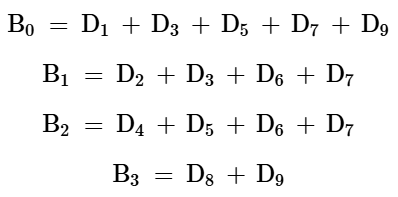 B₀ = D₁ + D₃ + D₅ + D₇ + D₉
B₁ = D₂ + D₃ + D₆ + D₇
B₂ = D₄ + D₅ + D₆ + D₇
B₃ = D₈ + D₉